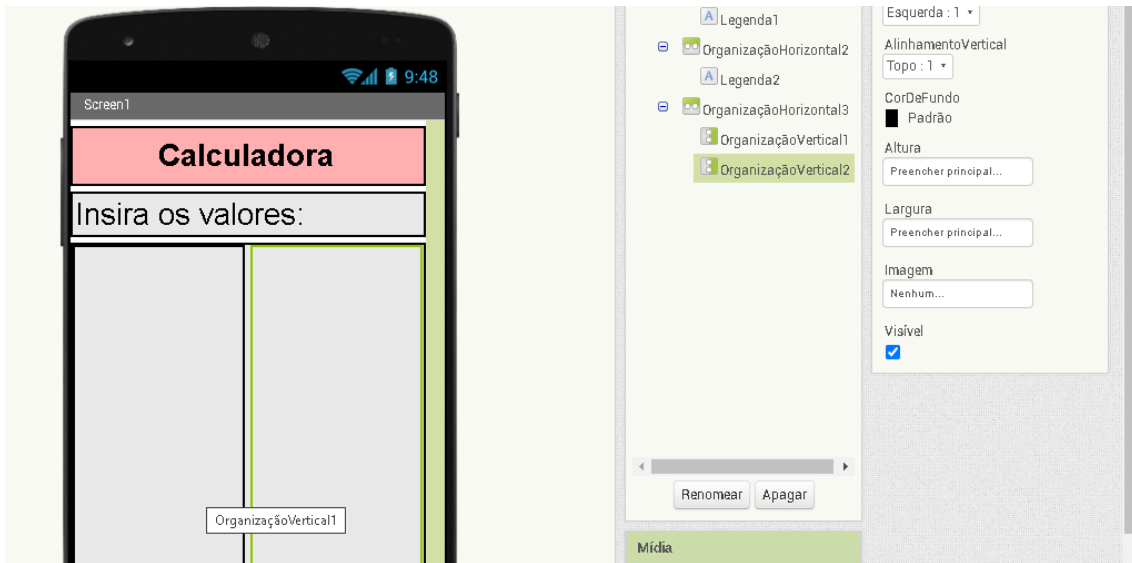 9:48
Screen1
Calculadora
Insira os valores:
OrganizaçãoVertical1
Legenda1
OrganizaçãoHorizontal2
A Legenda2
OrganizaçãoHorizontal3
OrganizaçãoVertical1
OrganizaçãoVertical2
Renomear Apagar
Mídia
Esquerda : 1
AlinhamentoVertical
Topo : 1
CorDeFundo
Padrão
Altura
Preencher principal...
Largura
Preencher principal...
Imagem
Nenhum...
Visível